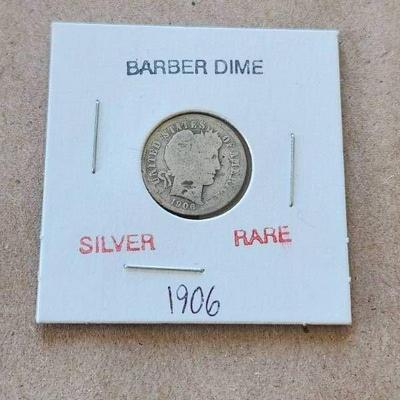 BARBER DIME
UNITED STATES OF AMERICA
1906
SILVER RARE
1906